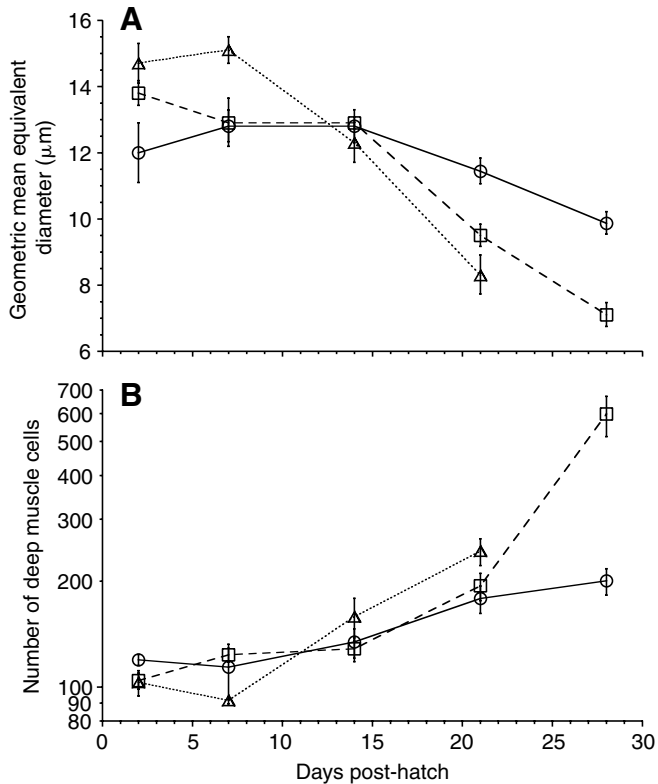 A
16
14
12
10
8
6
Geometric mean equivalent
diameter (μm)
B
700
600
500
400
300
200
100
90
80
Number of deep muscle cells
0 5 10 15 20 25 30
Days post-hatch